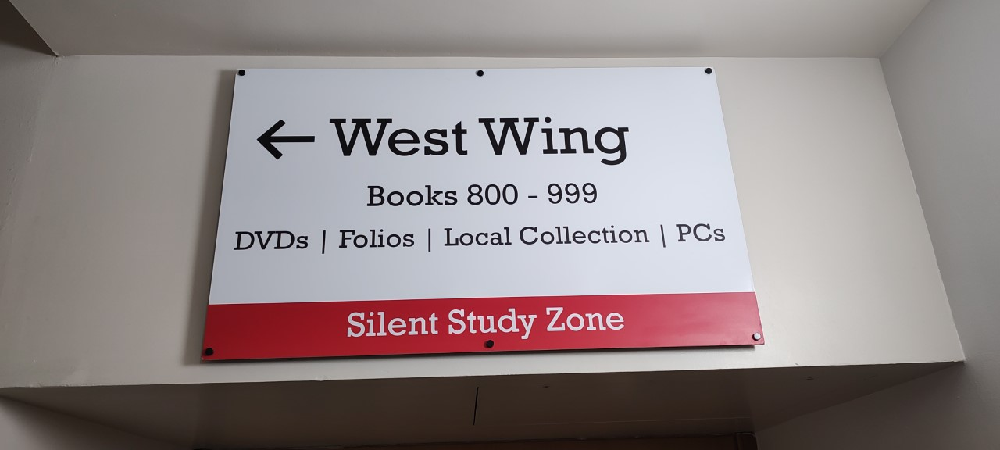 ← West Wing
Books 800 - 999
DVDs | Folios | Local Collection | PCs
Silent Study Zone